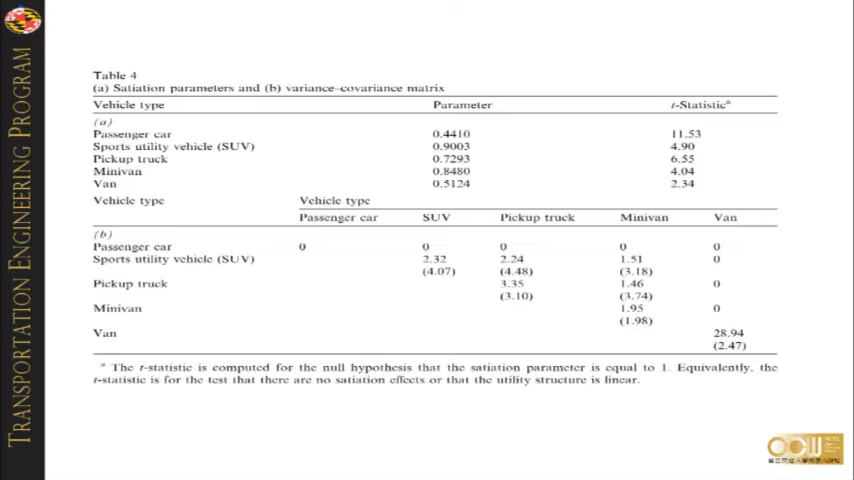 TRANSPORTATION ENGINEERING PROGRAM
Table 4
(a) Satiation parameters and (b) variance–covariance matrix
Vehicle type Parameter t-Statistic^a
(a)
Passenger car 0.4410 11.53
Sports utility vehicle (SUV) 0.9003 4.90
Pickup truck 0.7293 6.55
Minivan 0.8480 4.04
Van 0.5124 2.34
Vehicle type Vehicle type
Passenger car SUV Pickup truck Minivan Van
(b)
Passenger car 0 0 0 0 0
Sports utility vehicle (SUV) 2.32 2.24 1.51 0
(4.07) (4.48) (3.18)
Pickup truck 3.35 1.46 0
(3.10) (3.74)
Minivan 1.95 0
(1.98)
Van 28.94
(2.47)
^a The t-statistic is computed for the null hypothesis that the satiation parameter is equal to 1. Equivalently, the
t-statistic is for the test that there are no satiation effects or that the utility structure is linear.
OCW